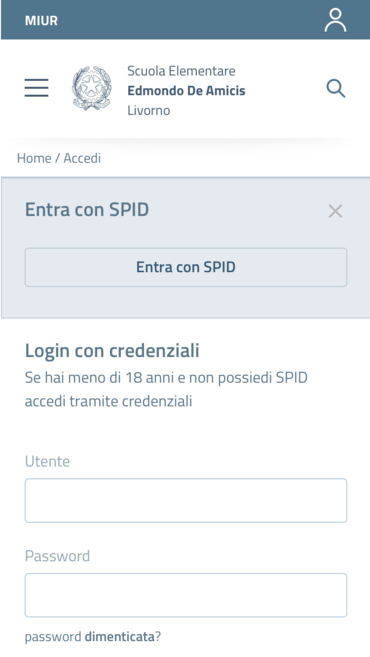 MIUR
Scuola Elementare
Edmondo De Amicis
Livorno
Home / Accedi
Entra con SPID
Entra con SPID
Login con credenziali
Se hai meno di 18 anni e non possiedi SPID
accedi tramite credenziali
Utente
Password
password dimenticata?